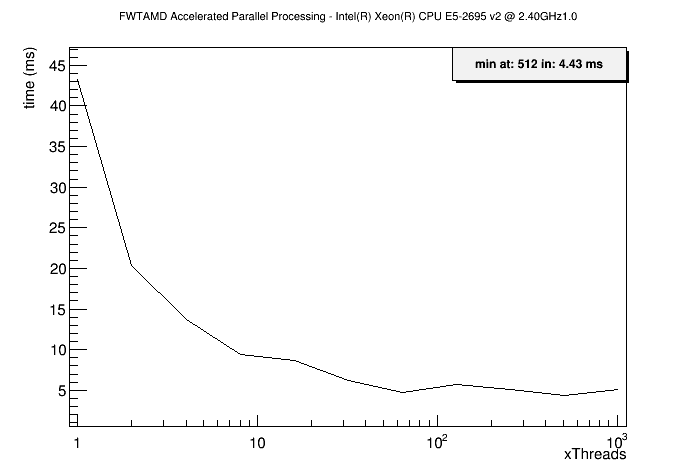 FWTAMD Accelerated Parallel Processing - Intel(R) Xeon(R) CPU E5-2695 v2 @ 2.40GHz1.0
min at: 512 in: 4.43 ms
time (ms)
45
40
35
30
25
20
15
10
5
1 10 10² 10³
xThreads